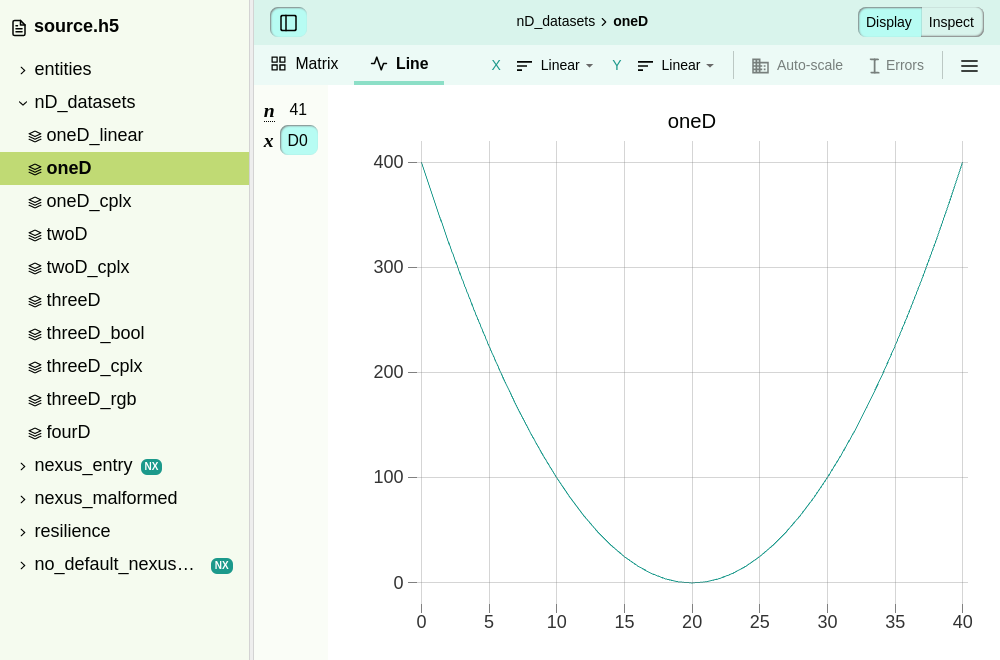 source.h5
entities
nD_datasets
oneD_linear
oneD
oneD_cplx
twoD
twoD_cplx
threeD
threeD_bool
threeD_cplx
threeD_rgb
fourD
nexus_entry NX
nexus_malformed
resilience
no_default_nexus… NX
nD_datasets › oneD
Display Inspect
Matrix Line X Linear Y Linear Auto-scale Errors
n 41
x D0
oneD
400
300
200
100
0
0 5 10 15 20 25 30 35 40